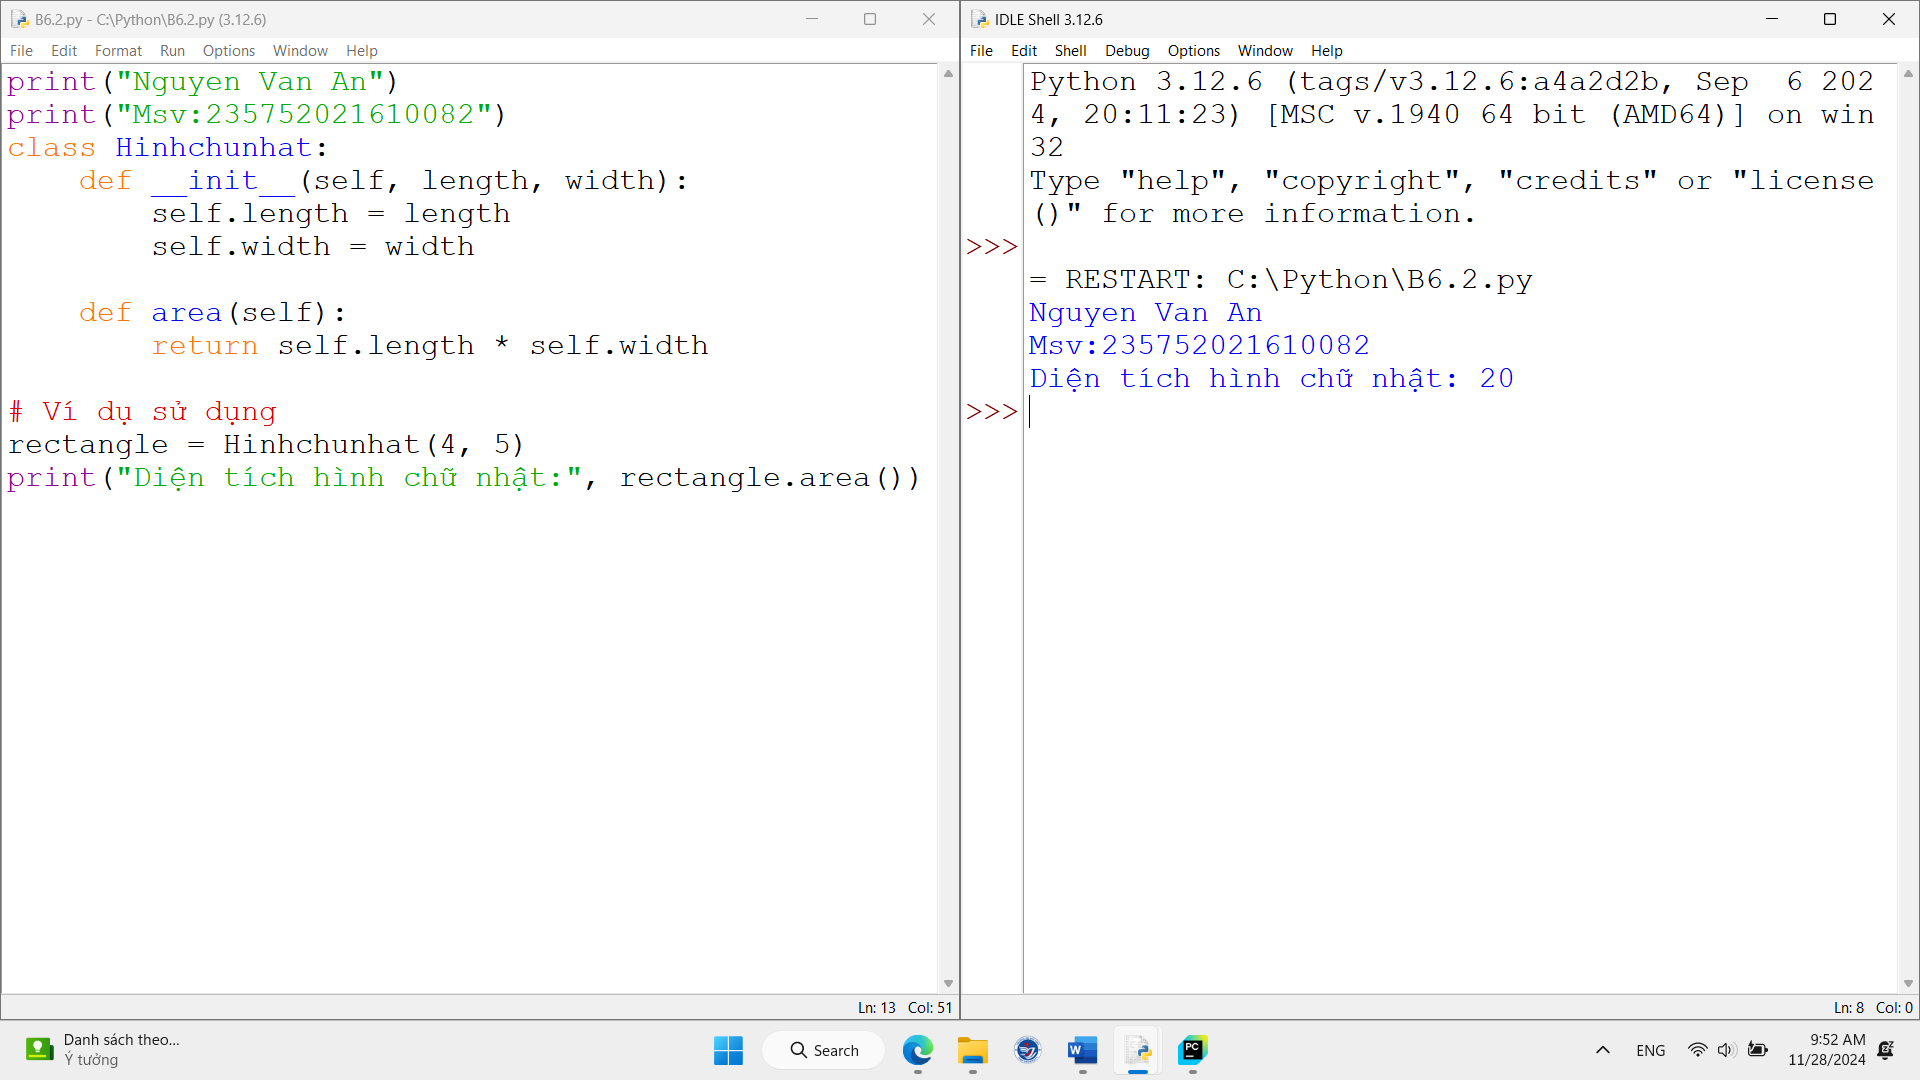 B6.2.py - C:\Python\B6.2.py (3.12.6)
File Edit Format Run Options Window Help
print("Nguyen Van An")
print("Msv:235752021610082")
class Hinhchunhat:
    def __init__(self, length, width):
        self.length = length
        self.width = width
    def area(self):
        return self.length * self.width
# Ví dụ sử dụng
rectangle = Hinhchunhat(4, 5)
print("Diện tích hình chữ nhật:", rectangle.area())
Ln: 13 Col: 51
IDLE Shell 3.12.6
File Edit Shell Debug Options Window Help
Python 3.12.6 (tags/v3.12.6:a4a2d2b, Sep  6 202
4, 20:11:23) [MSC v.1940 64 bit (AMD64)] on win
32
Type "help", "copyright", "credits" or "license
()" for more information.
>>>
= RESTART: C:\Python\B6.2.py
Nguyen Van An
Msv:235752021610082
Diện tích hình chữ nhật: 20
>>>
Ln: 8 Col: 0
Danh sách theo...
Ý tưởng
Search
W
PC
ENG
9:52 AM
11/28/2024